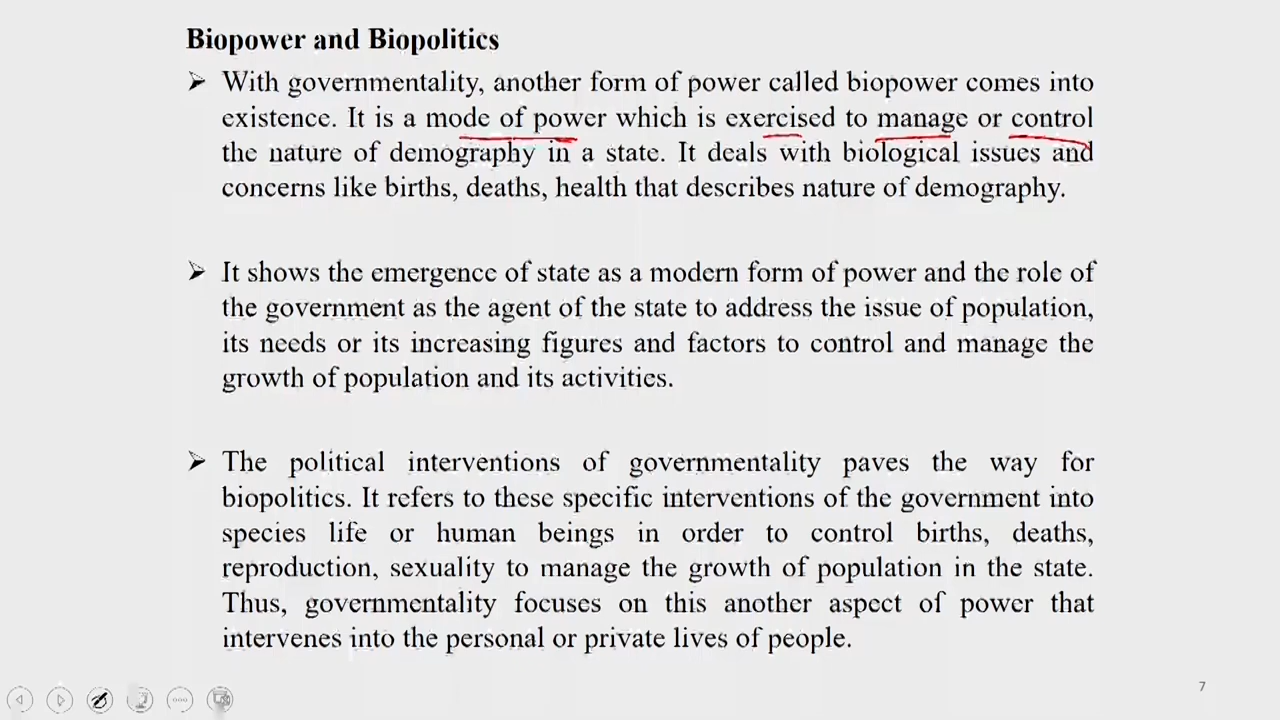 Biopower and Biopolitics
➢ With governmentality, another form of power called biopower comes into
existence. It is a mode of power which is exercised to manage or control
the nature of demography in a state. It deals with biological issues and
concerns like births, deaths, health that describes nature of demography.
➢ It shows the emergence of state as a modern form of power and the role of
the government as the agent of the state to address the issue of population,
its needs or its increasing figures and factors to control and manage the
growth of population and its activities.
➢ The political interventions of governmentality paves the way for
biopolitics. It refers to these specific interventions of the government into
species life or human beings in order to control births, deaths,
reproduction, sexuality to manage the growth of population in the state.
Thus, governmentality focuses on this another aspect of power that
intervenes into the personal or private lives of people.
7